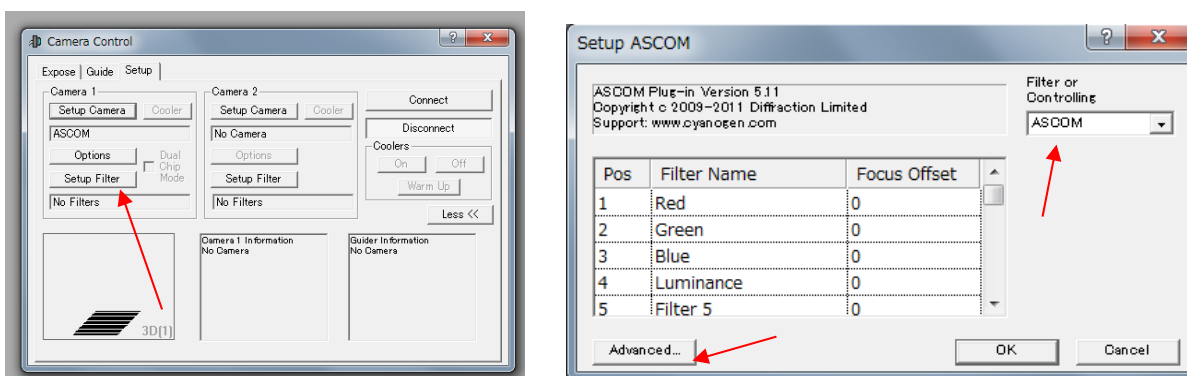 Camera Control
Expose Guide Setup
Camera 1
Setup Camera Cooler
ASCOM
Options Dual Chip Mode
Setup Filter
No Filters
Camera 2
Setup Camera Cooler
No Camera
Options
Setup Filter
No Filters
Connect
Disconnect
Coolers
On Off
Warm Up
Less <<
3D[1]
Camera 1 Information
No Camera
Guider Information
No Camera
Setup ASCOM
ASCOM Plug-in Version 5.11
Copyright c 2009-2011 Diffraction Limited
Support: www.cyanogen.com
Filter or
Controlling
ASCOM
Pos Filter Name Focus Offset
1 Red 0
2 Green 0
3 Blue 0
4 Luminance 0
5 Filter 5 0
Advanced...
OK Cancel